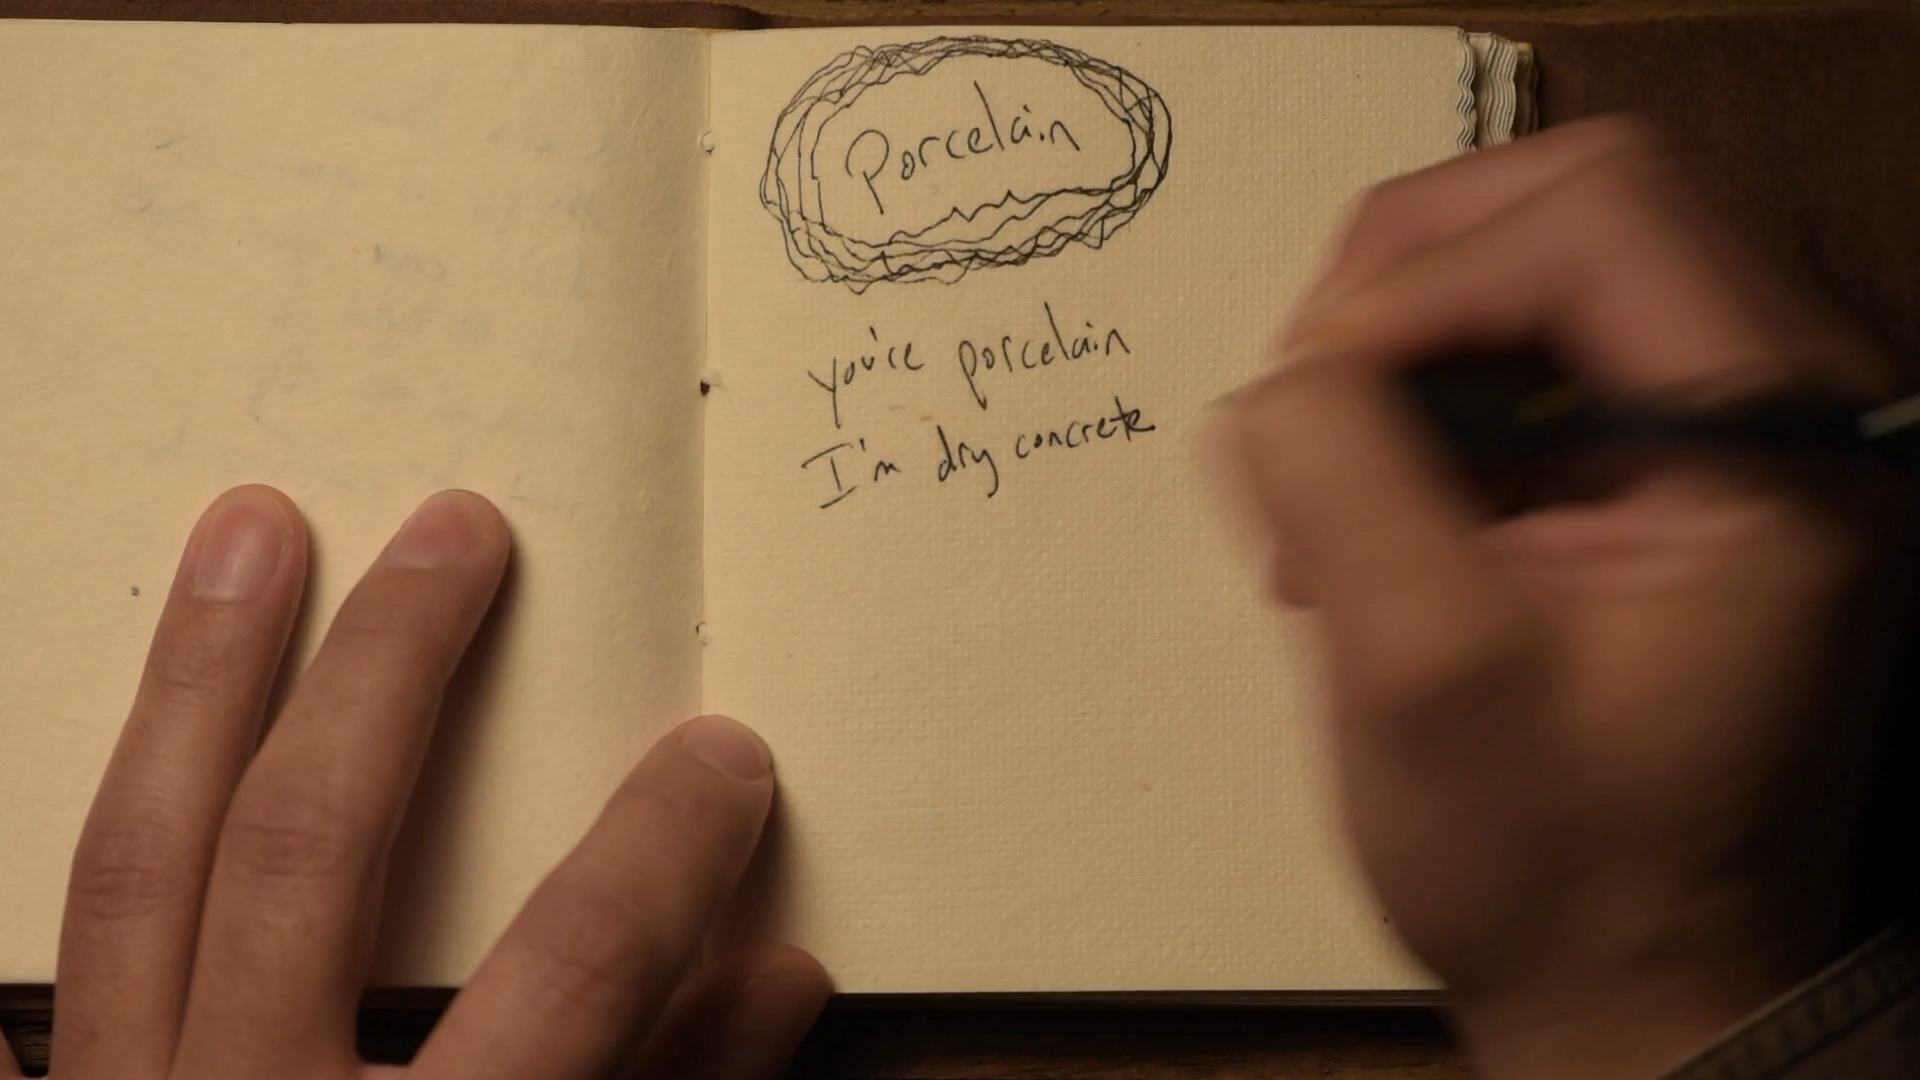 Porcelain
you're porcelain
I'm dry concrete